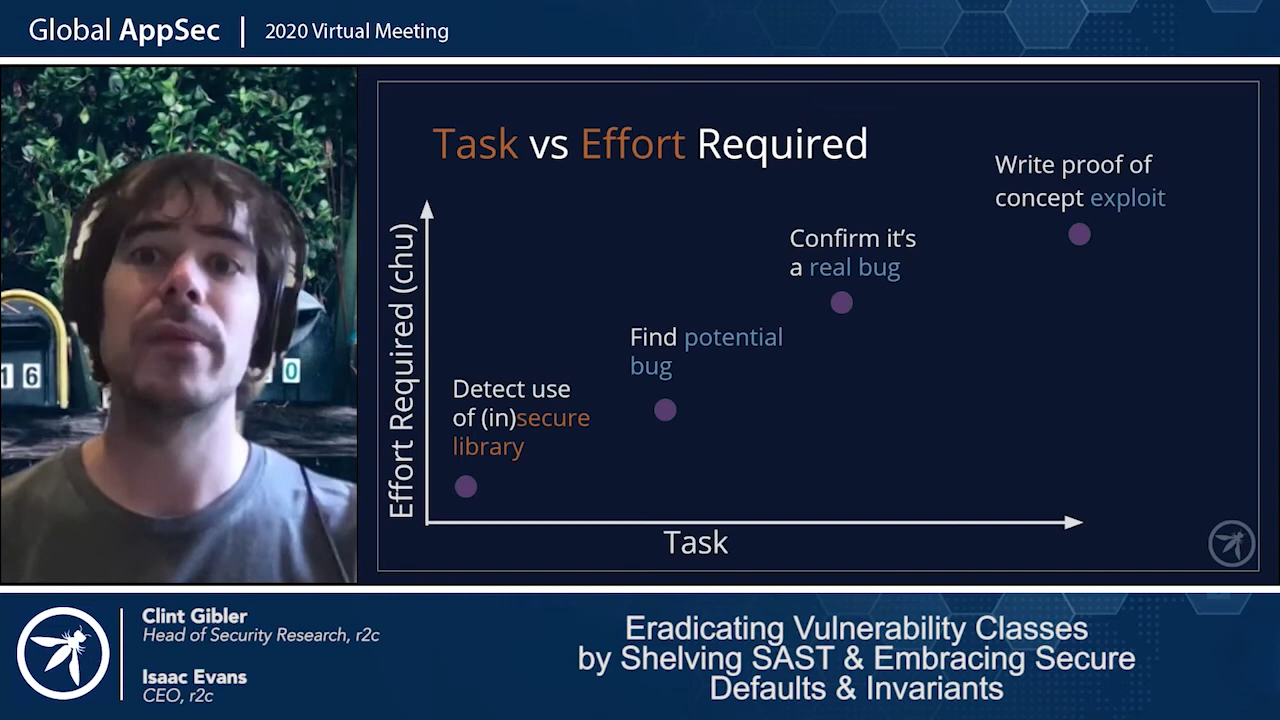 Global AppSec | 2020 Virtual Meeting
Task vs Effort Required
Write proof of
concept exploit
Confirm it's
a real bug
Find potential
bug
Detect use
of (in)secure
library
Effort Required (chu)
Task
16
0
Clint Gibler
Head of Security Research, r2c
Isaac Evans
CEO, r2c
Eradicating Vulnerability Classes
by Shelving SAST & Embracing Secure
Defaults & Invariants